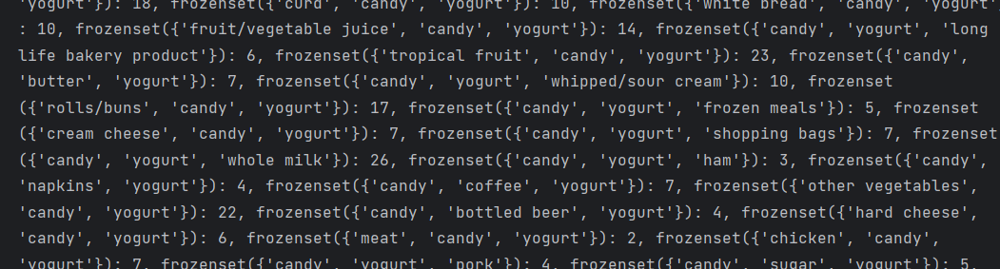 'yogurt'}): 18, frozenset({'curd', 'candy', 'yogurt'}): 10, frozenset({'white bread', 'candy', 'yogurt'})
: 10, frozenset({'fruit/vegetable juice', 'candy', 'yogurt'}): 14, frozenset({'candy', 'yogurt', 'long
life bakery product'}): 6, frozenset({'tropical fruit', 'candy', 'yogurt'}): 23, frozenset({'candy',
'butter', 'yogurt'}): 7, frozenset({'candy', 'yogurt', 'whipped/sour cream'}): 10, frozenset
({'rolls/buns', 'candy', 'yogurt'}): 17, frozenset({'candy', 'yogurt', 'frozen meals'}): 5, frozenset
({'cream cheese', 'candy', 'yogurt'}): 7, frozenset({'candy', 'yogurt', 'shopping bags'}): 7, frozenset
({'candy', 'yogurt', 'whole milk'}): 26, frozenset({'candy', 'yogurt', 'ham'}): 3, frozenset({'candy',
'napkins', 'yogurt'}): 4, frozenset({'candy', 'coffee', 'yogurt'}): 7, frozenset({'other vegetables',
'candy', 'yogurt'}): 22, frozenset({'candy', 'bottled beer', 'yogurt'}): 4, frozenset({'hard cheese',
'candy', 'yogurt'}): 6, frozenset({'meat', 'candy', 'yogurt'}): 2, frozenset({'chicken', 'candy',
'yogurt'}): 7, frozenset({'candy', 'yogurt', 'pork'}): 4, frozenset({'candy', 'sugar', 'yogurt'}): 5,